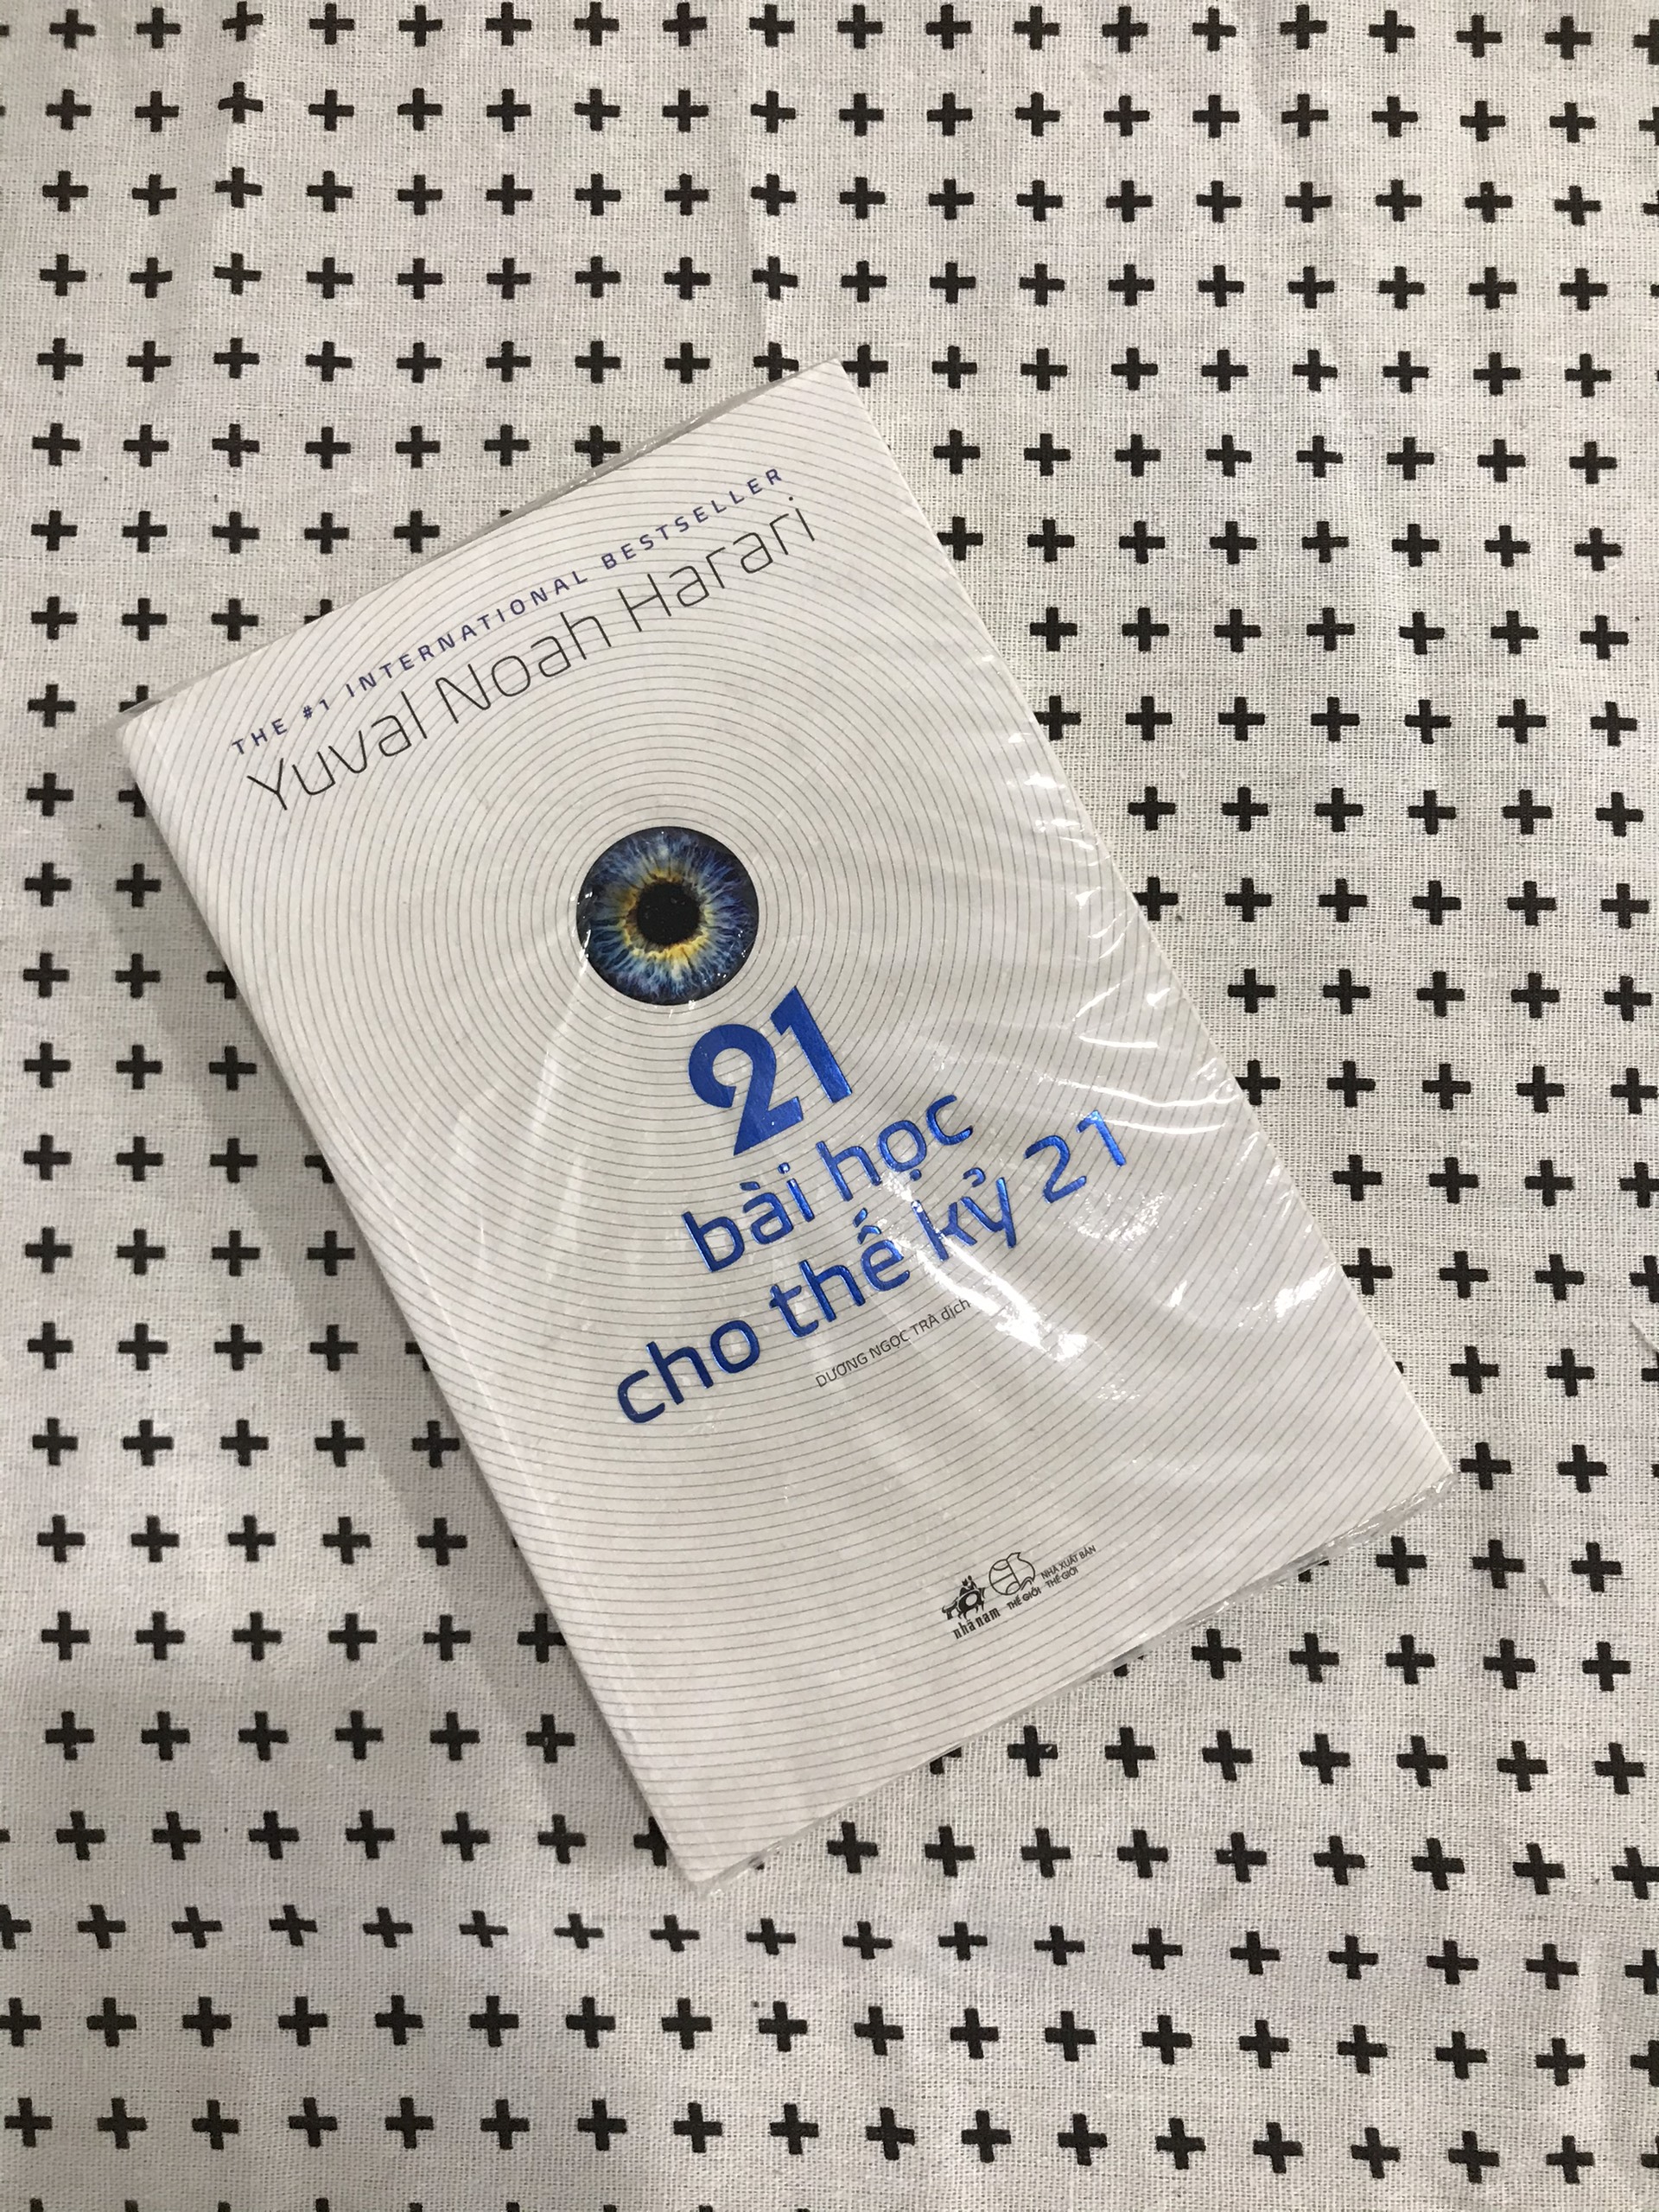 THE #1 INTERNATIONAL BESTSELLER
Yuval Noah Harari
21
bài học
cho thế kỷ 21
DƯƠNG NGỌC TRÀ dịch
nhã nam
THẾ GIỚI
NHÀ XUẤT BẢN
THẾ GIỚI